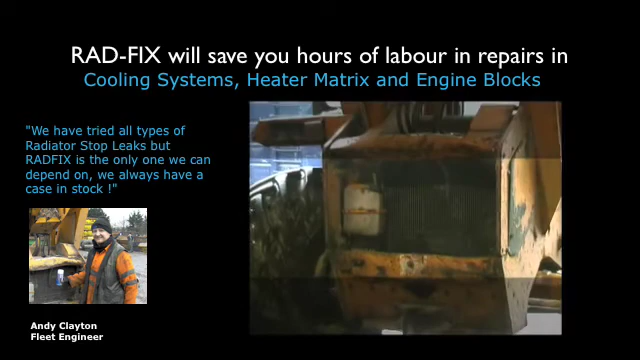 RAD-FIX will save you hours of labour in repairs in
Cooling Systems, Heater Matrix and Engine Blocks
"We have tried all types of
Radiator Stop Leaks but
RADFIX is the only one we can
depend on, we always have a
case in stock !"
Andy Clayton
Fleet Engineer